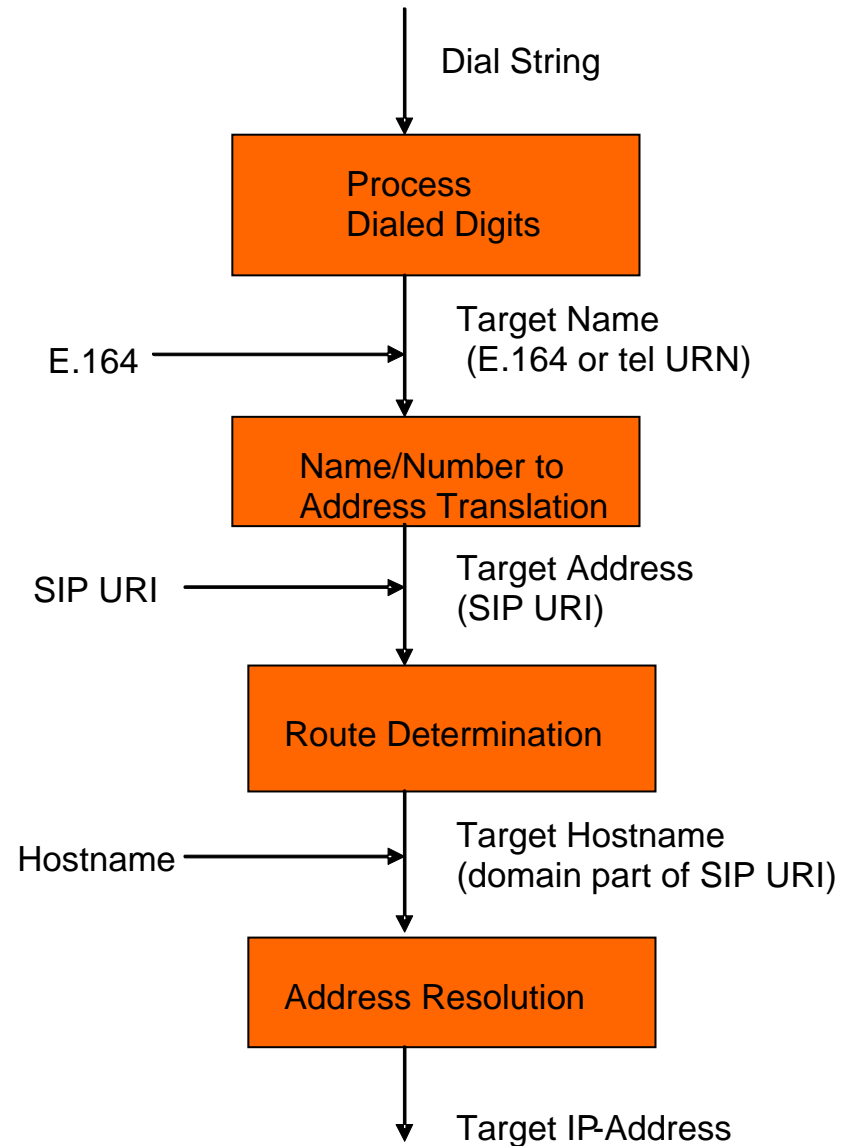 Dial String
Process
Dialed Digits
Target Name
(E.164 or tel URN)
E.164
Name/Number to
Address Translation
Target Address
(SIP URI)
SIP URI
Route Determination
Target Hostname
(domain part of SIP URI)
Hostname
Address Resolution
Target IP-Address